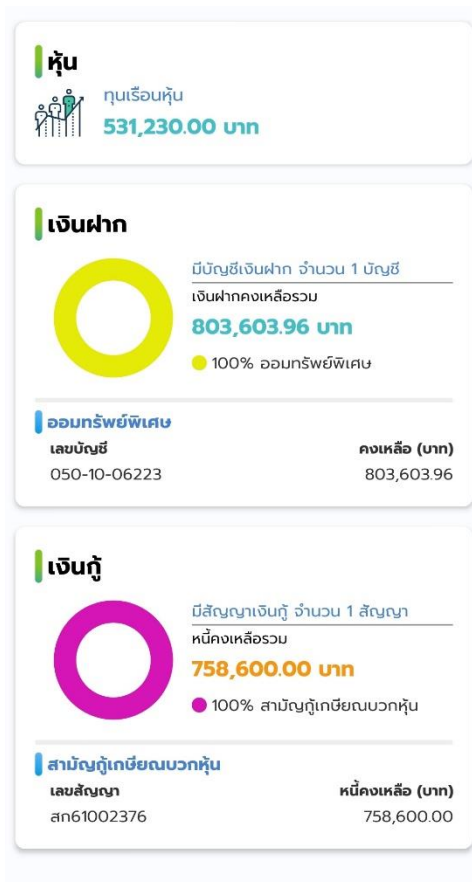 หุ้น
ทุนเรือนหุ้น
531,230.00 บาท
เงินฝาก
มีบัญชีเงินฝาก จำนวน 1 บัญชี
เงินฝากคงเหลือรวม
803,603.96 บาท
100% ออมทรัพย์พิเศษ
ออมทรัพย์พิเศษ
เลขบัญชี คงเหลือ (บาท)
050-10-06223 803,603.96
เงินกู้
มีสัญญาเงินกู้ จำนวน 1 สัญญา
หนี้คงเหลือรวม
758,600.00 บาท
100% สามัญกู้เกษียณบวกหุ้น
สามัญกู้เกษียณบวกหุ้น
เลขสัญญา หนี้คงเหลือ (บาท)
สก61002376 758,600.00